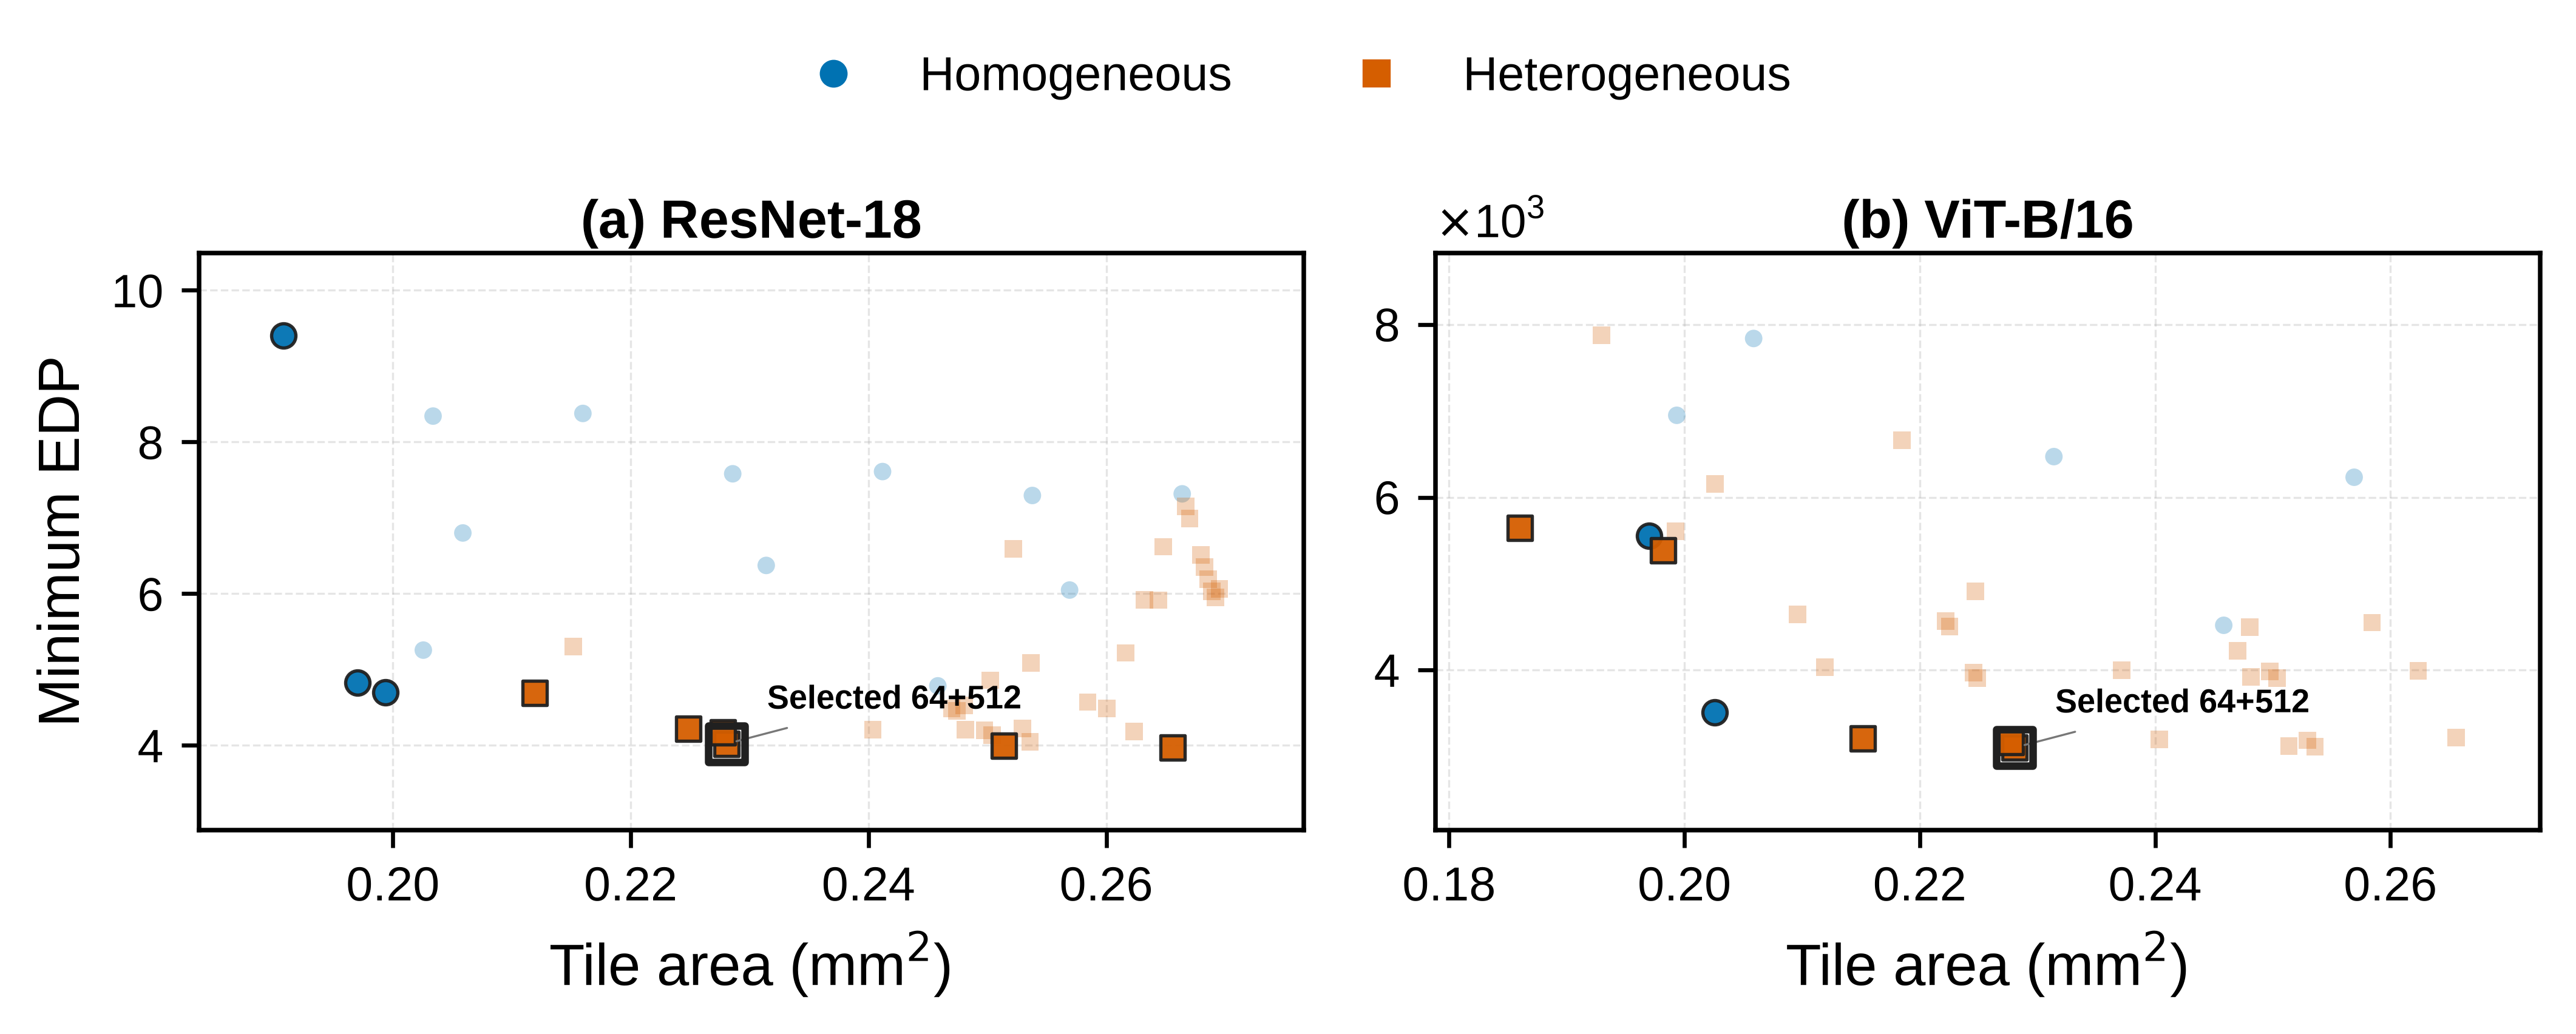 Homogeneous Heterogeneous
(a) ResNet-18
×10³ (b) ViT-B/16
Minimum EDP
10
8
6
4
Selected 64+512
0.20 0.22 0.24 0.26
Tile area (mm²)
8
6
4
Selected 64+512
0.18 0.20 0.22 0.24 0.26
Tile area (mm²)